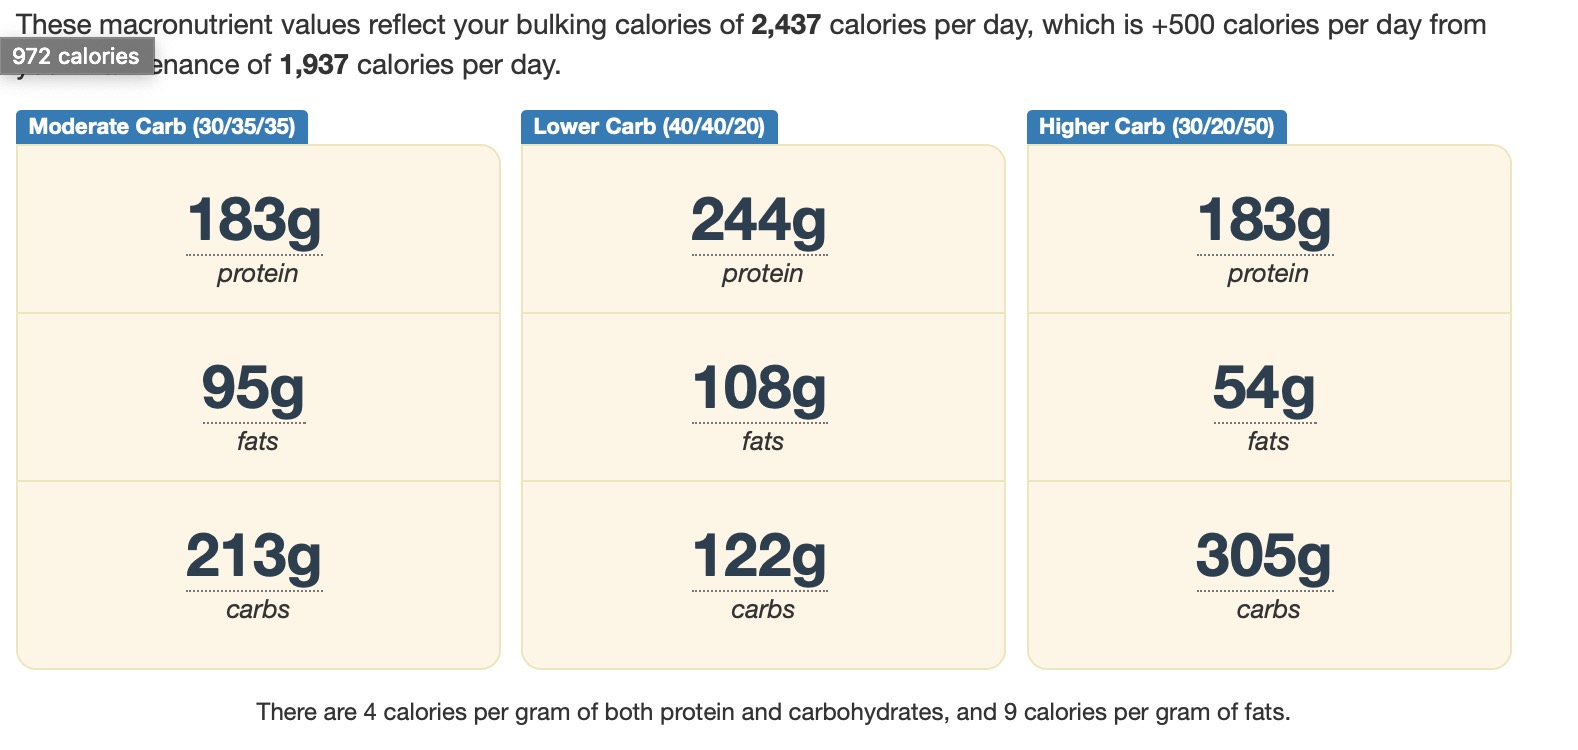 These macronutrient values reflect your bulking calories of 2,437 calories per day, which is +500 calories per day from
972 calories
enance of 1,937 calories per day.
Moderate Carb (30/35/35)
183g
protein
95g
fats
213g
carbs
Lower Carb (40/40/20)
244g
protein
108g
fats
122g
carbs
Higher Carb (30/20/50)
183g
protein
54g
fats
305g
carbs
There are 4 calories per gram of both protein and carbohydrates, and 9 calories per gram of fats.